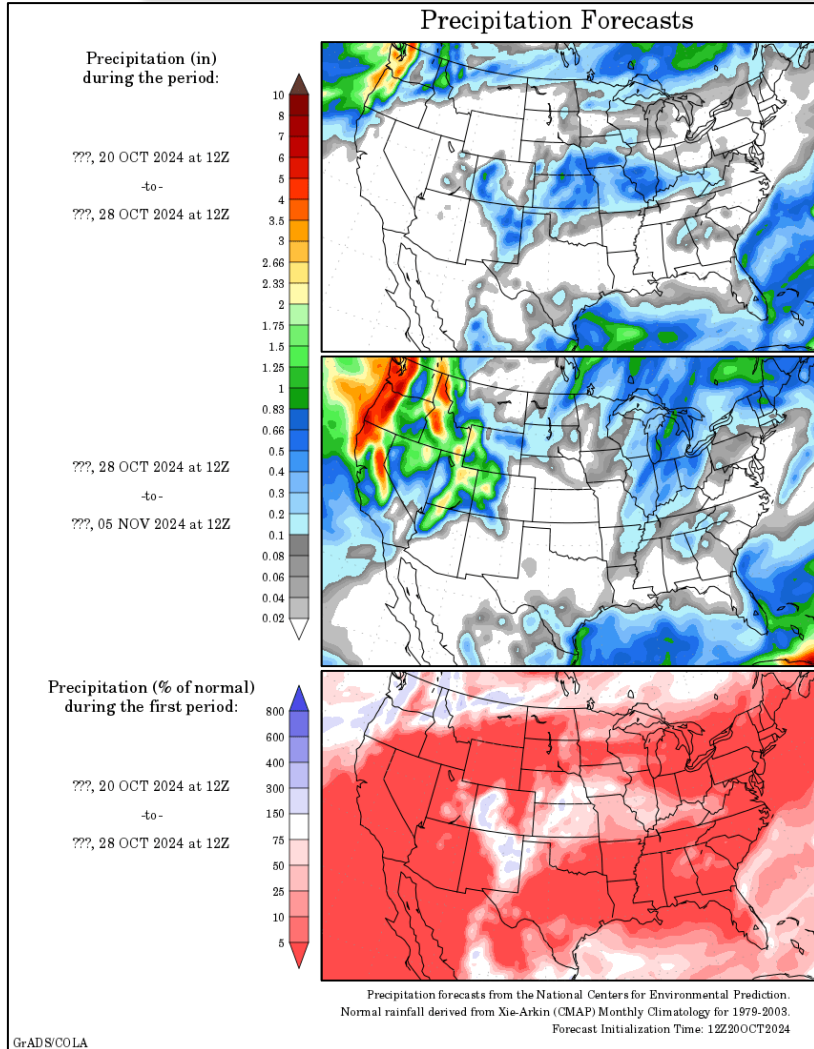 Precipitation Forecasts
Precipitation (in)
during the period:
???, 20 OCT 2024 at 12Z
-to-
???, 28 OCT 2024 at 12Z
10
8
7
6
5
4
3.5
3
2.66
2.33
2
1.75
1.5
1.25
1
0.83
0.66
0.5
0.4
0.3
0.2
0.1
0.08
0.06
0.04
0.02
???, 28 OCT 2024 at 12Z
-to-
???, 05 NOV 2024 at 12Z
Precipitation (% of normal)
during the first period:
???, 20 OCT 2024 at 12Z
-to-
???, 28 OCT 2024 at 12Z
800
600
400
300
150
75
50
25
10
5
Precipitation forecasts from the National Centers for Environmental Prediction.
Normal rainfall derived from Xie-Arkin (CMAP) Monthly Climatology for 1979-2003.
Forecast Initialization Time: 12Z20OCT2024
GrADS/COLA